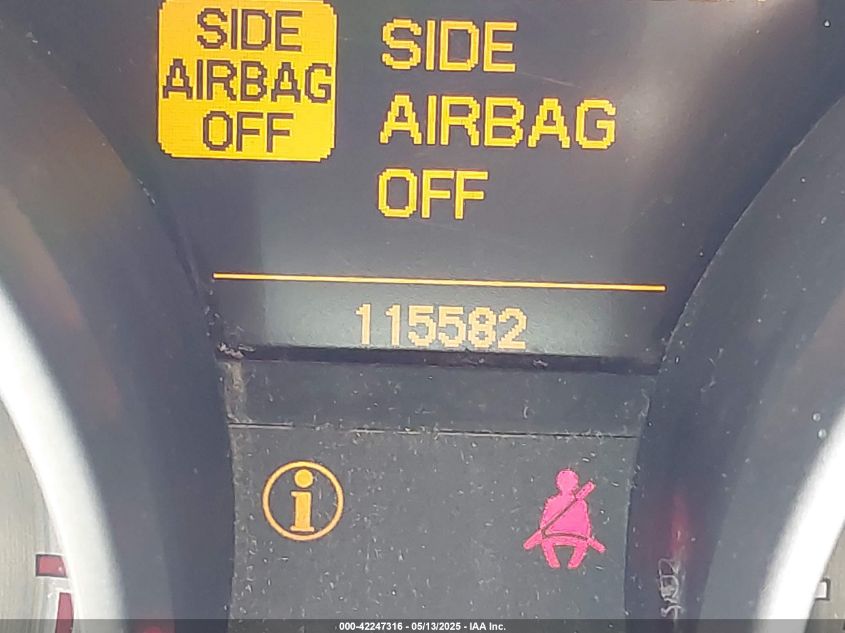 SIDE
AIRBAG
OFF
SIDE
AIRBAG
OFF
115582
i
000-42247316 - 05/13/2025 - IAA Inc.